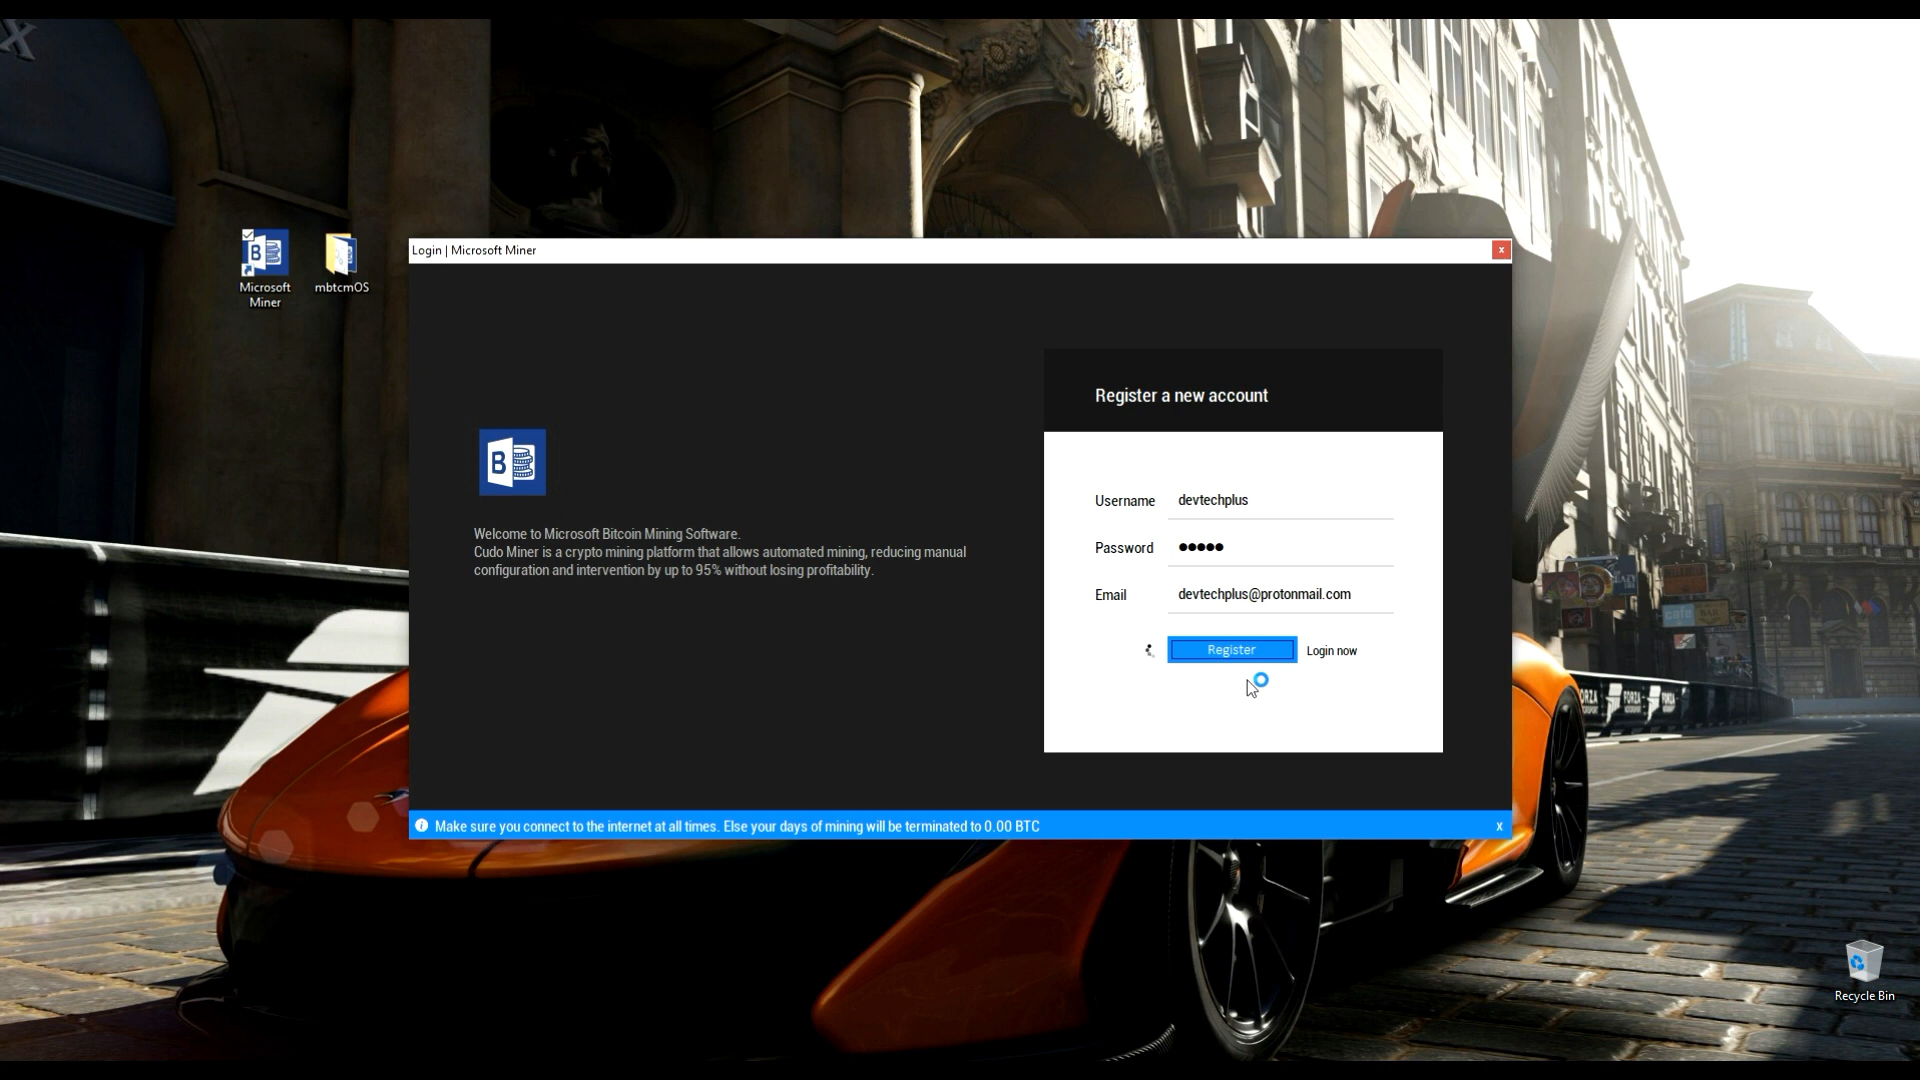 Login | Microsoft Miner
x
Microsoft
Miner
mbtcmOS
Register a new account
B
B
Welcome to Microsoft Bitcoin Mining Software.
Cudo Miner is a crypto mining platform that allows automated mining, reducing manual
configuration and intervention by up to 95% without losing profitability.
Username devtechplus
Password ●●●●●
Email devtechplus@protonmail.com
Register Login now
Make sure you connect to the internet at all times. Else your days of mining will be terminated to 0.00 BTC x
cafe BAR
FORZA
Recycle Bin